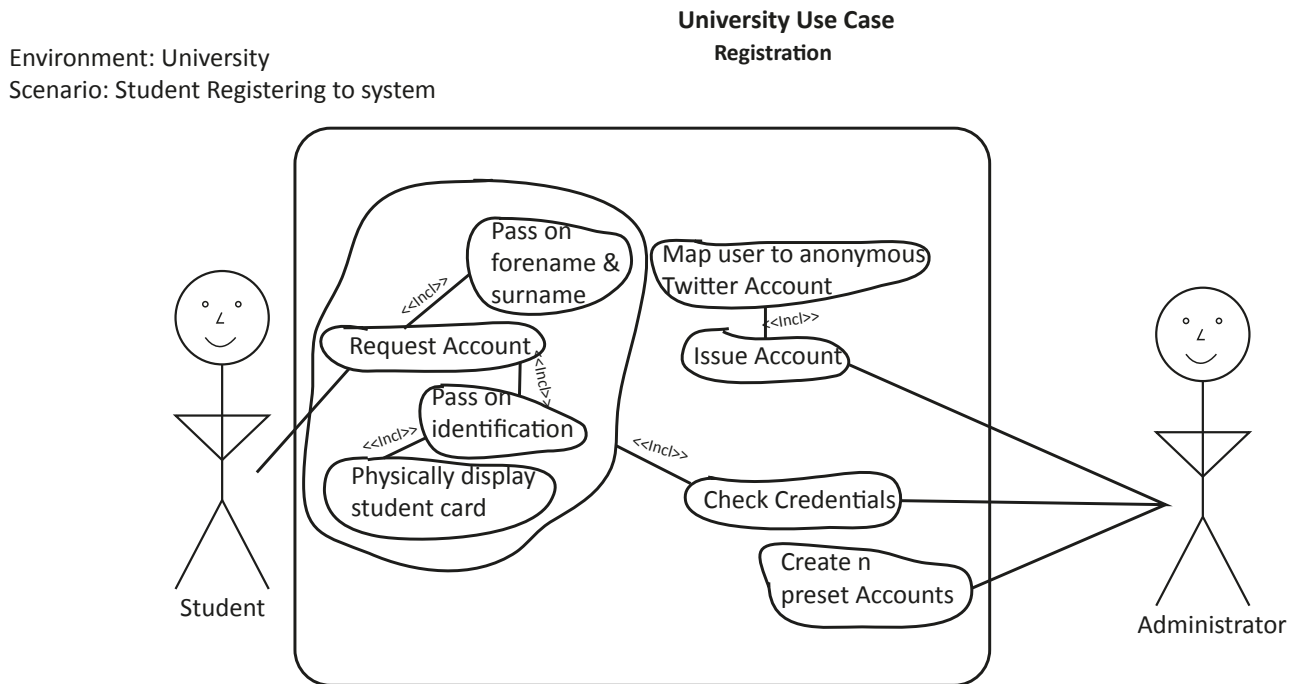 University Use Case
Registration
Environment: University
Scenario: Student Registering to system
Pass on
forename &
surname
<<Incl>>
Request Account
<<Incl>>
Pass on
identification
<<Incl>>
Physically display
student card
Map user to anonymous
Twitter Account
<<Incl>>
Issue Account
<<Incl>>
Check Credentials
Create n
preset Accounts
Student
Administrator